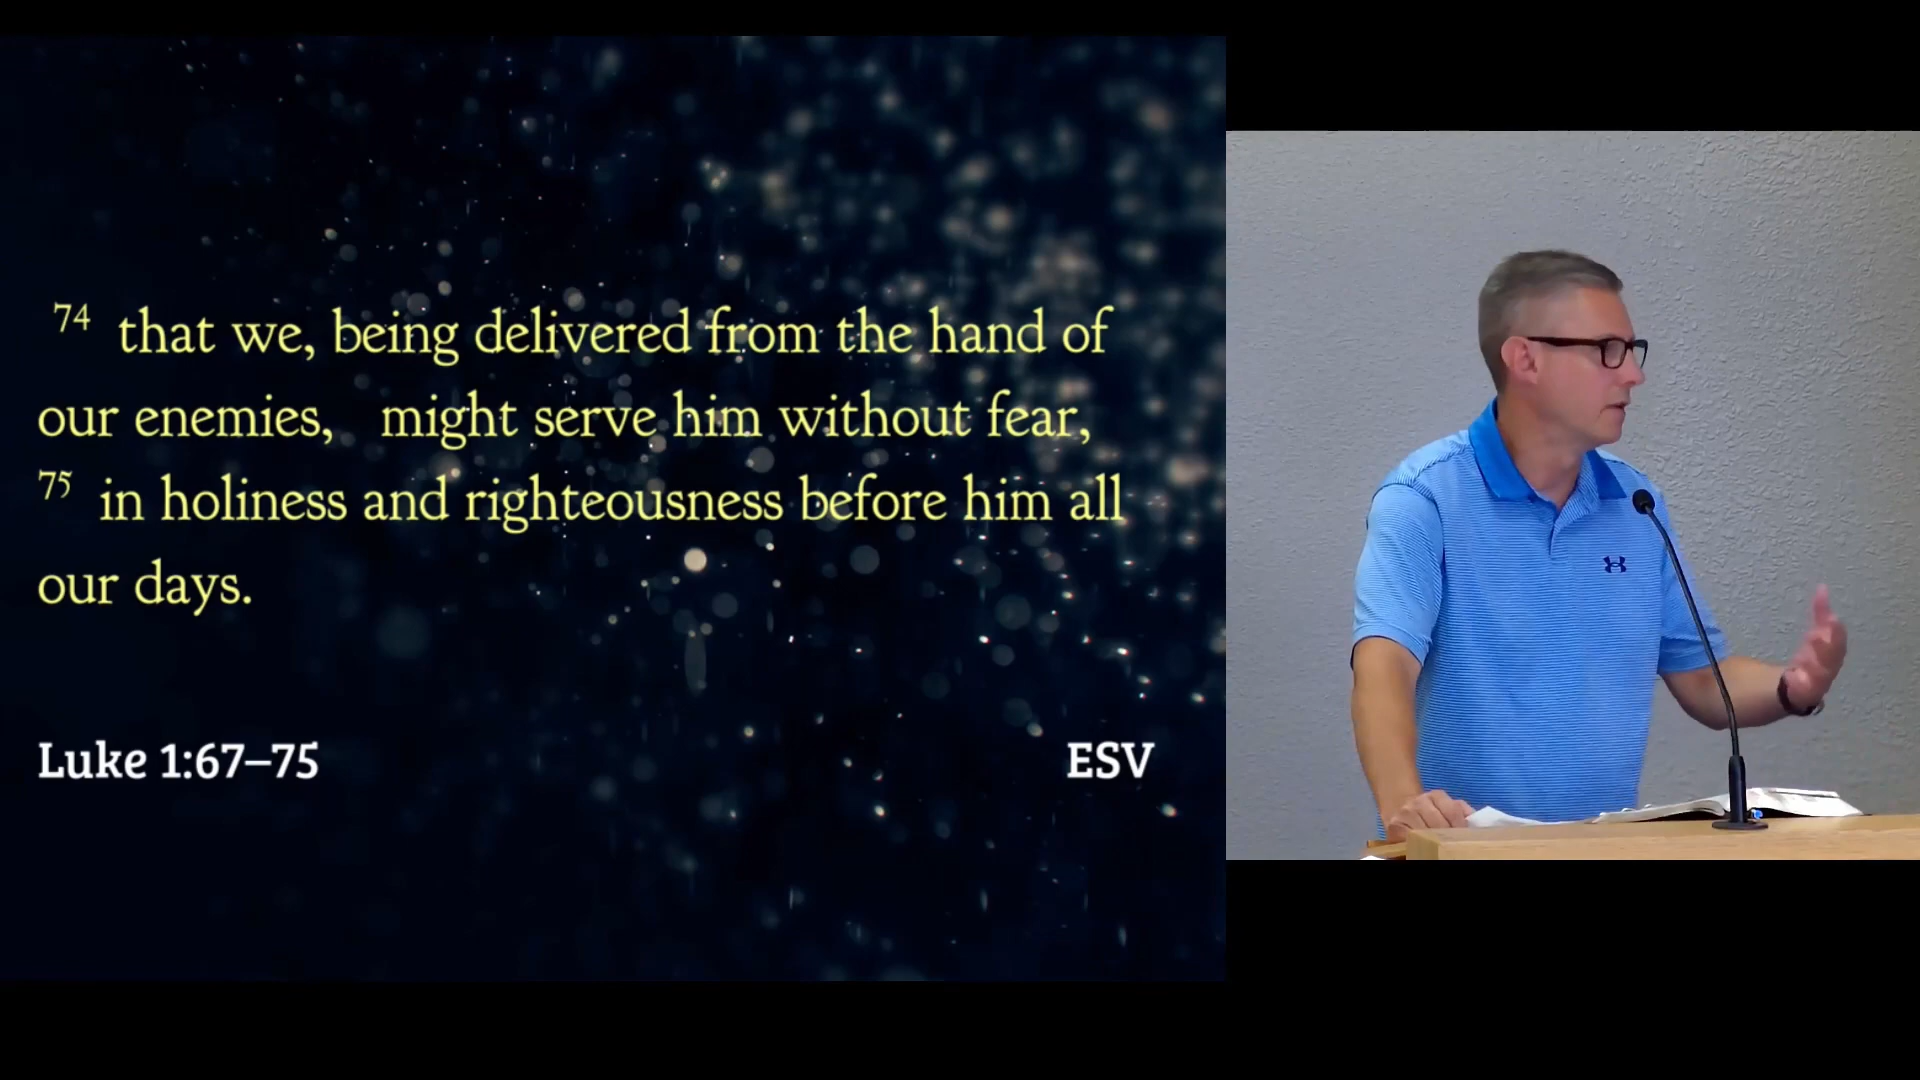 74 that we, being delivered from the hand of
our enemies, might serve him without fear,
75 in holiness and righteousness before him all
our days.
Luke 1:67–75 ESV